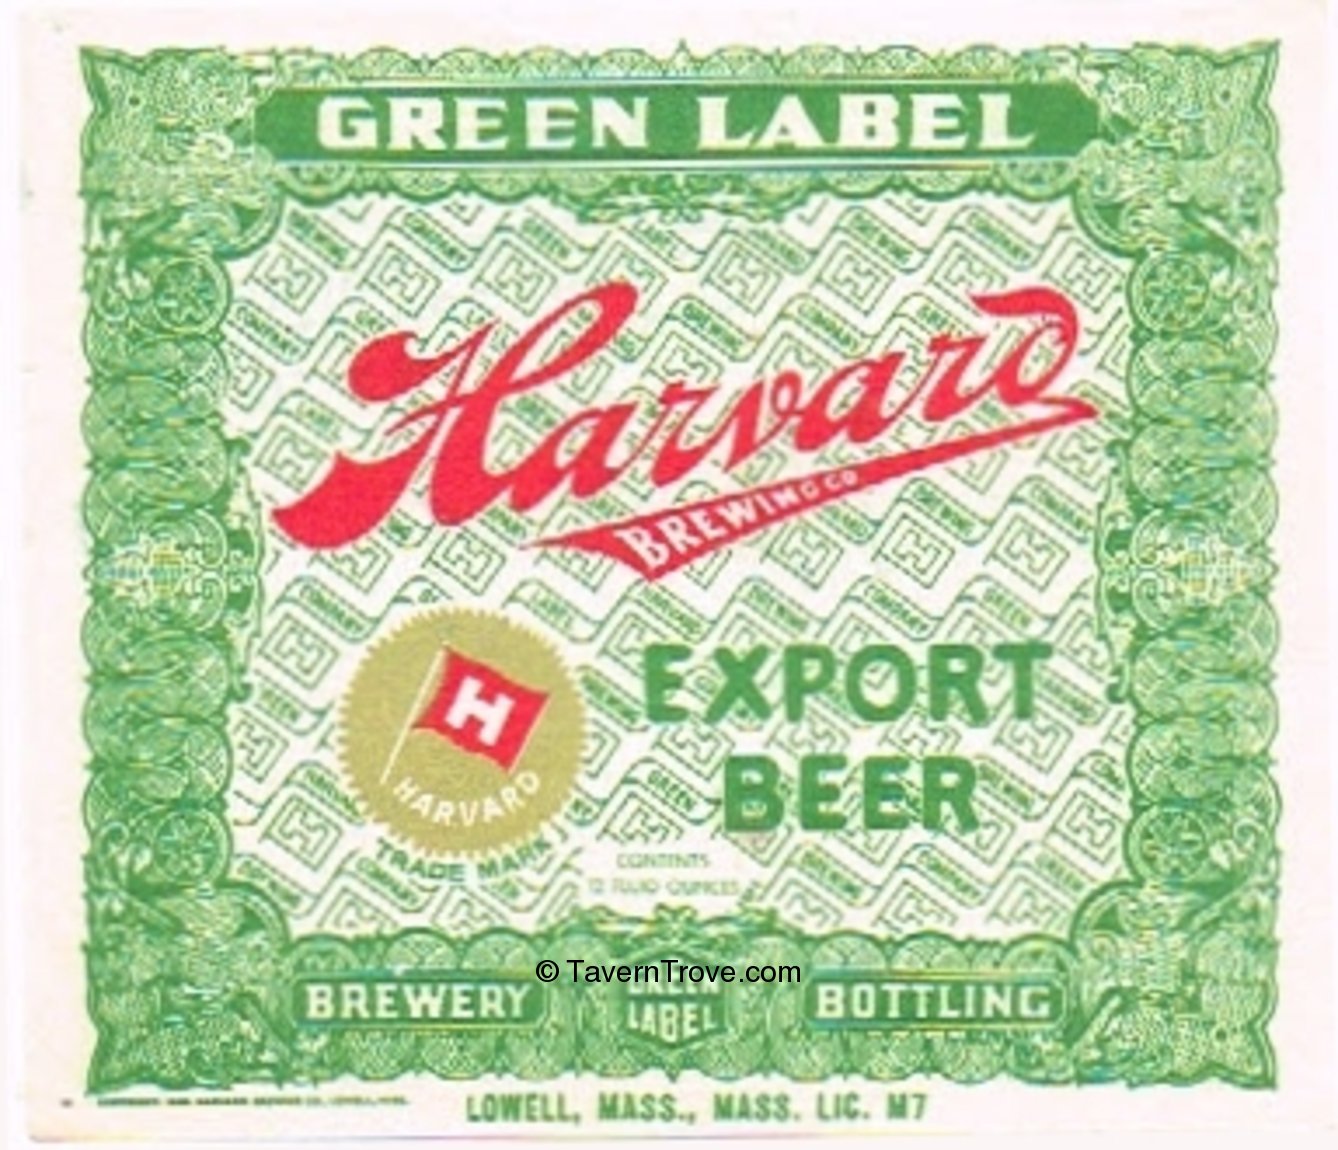 GREEN LABEL
Harvard
BREWING CO
EXPORT
BEER
H
HARVARD
TRADE MARK
CONTENTS
12 FLUID OUNCES
© TavernTrove.com
BREWERY
GREEN
LABEL
BOTTLING
LOWELL, MASS., MASS. LIC. M7